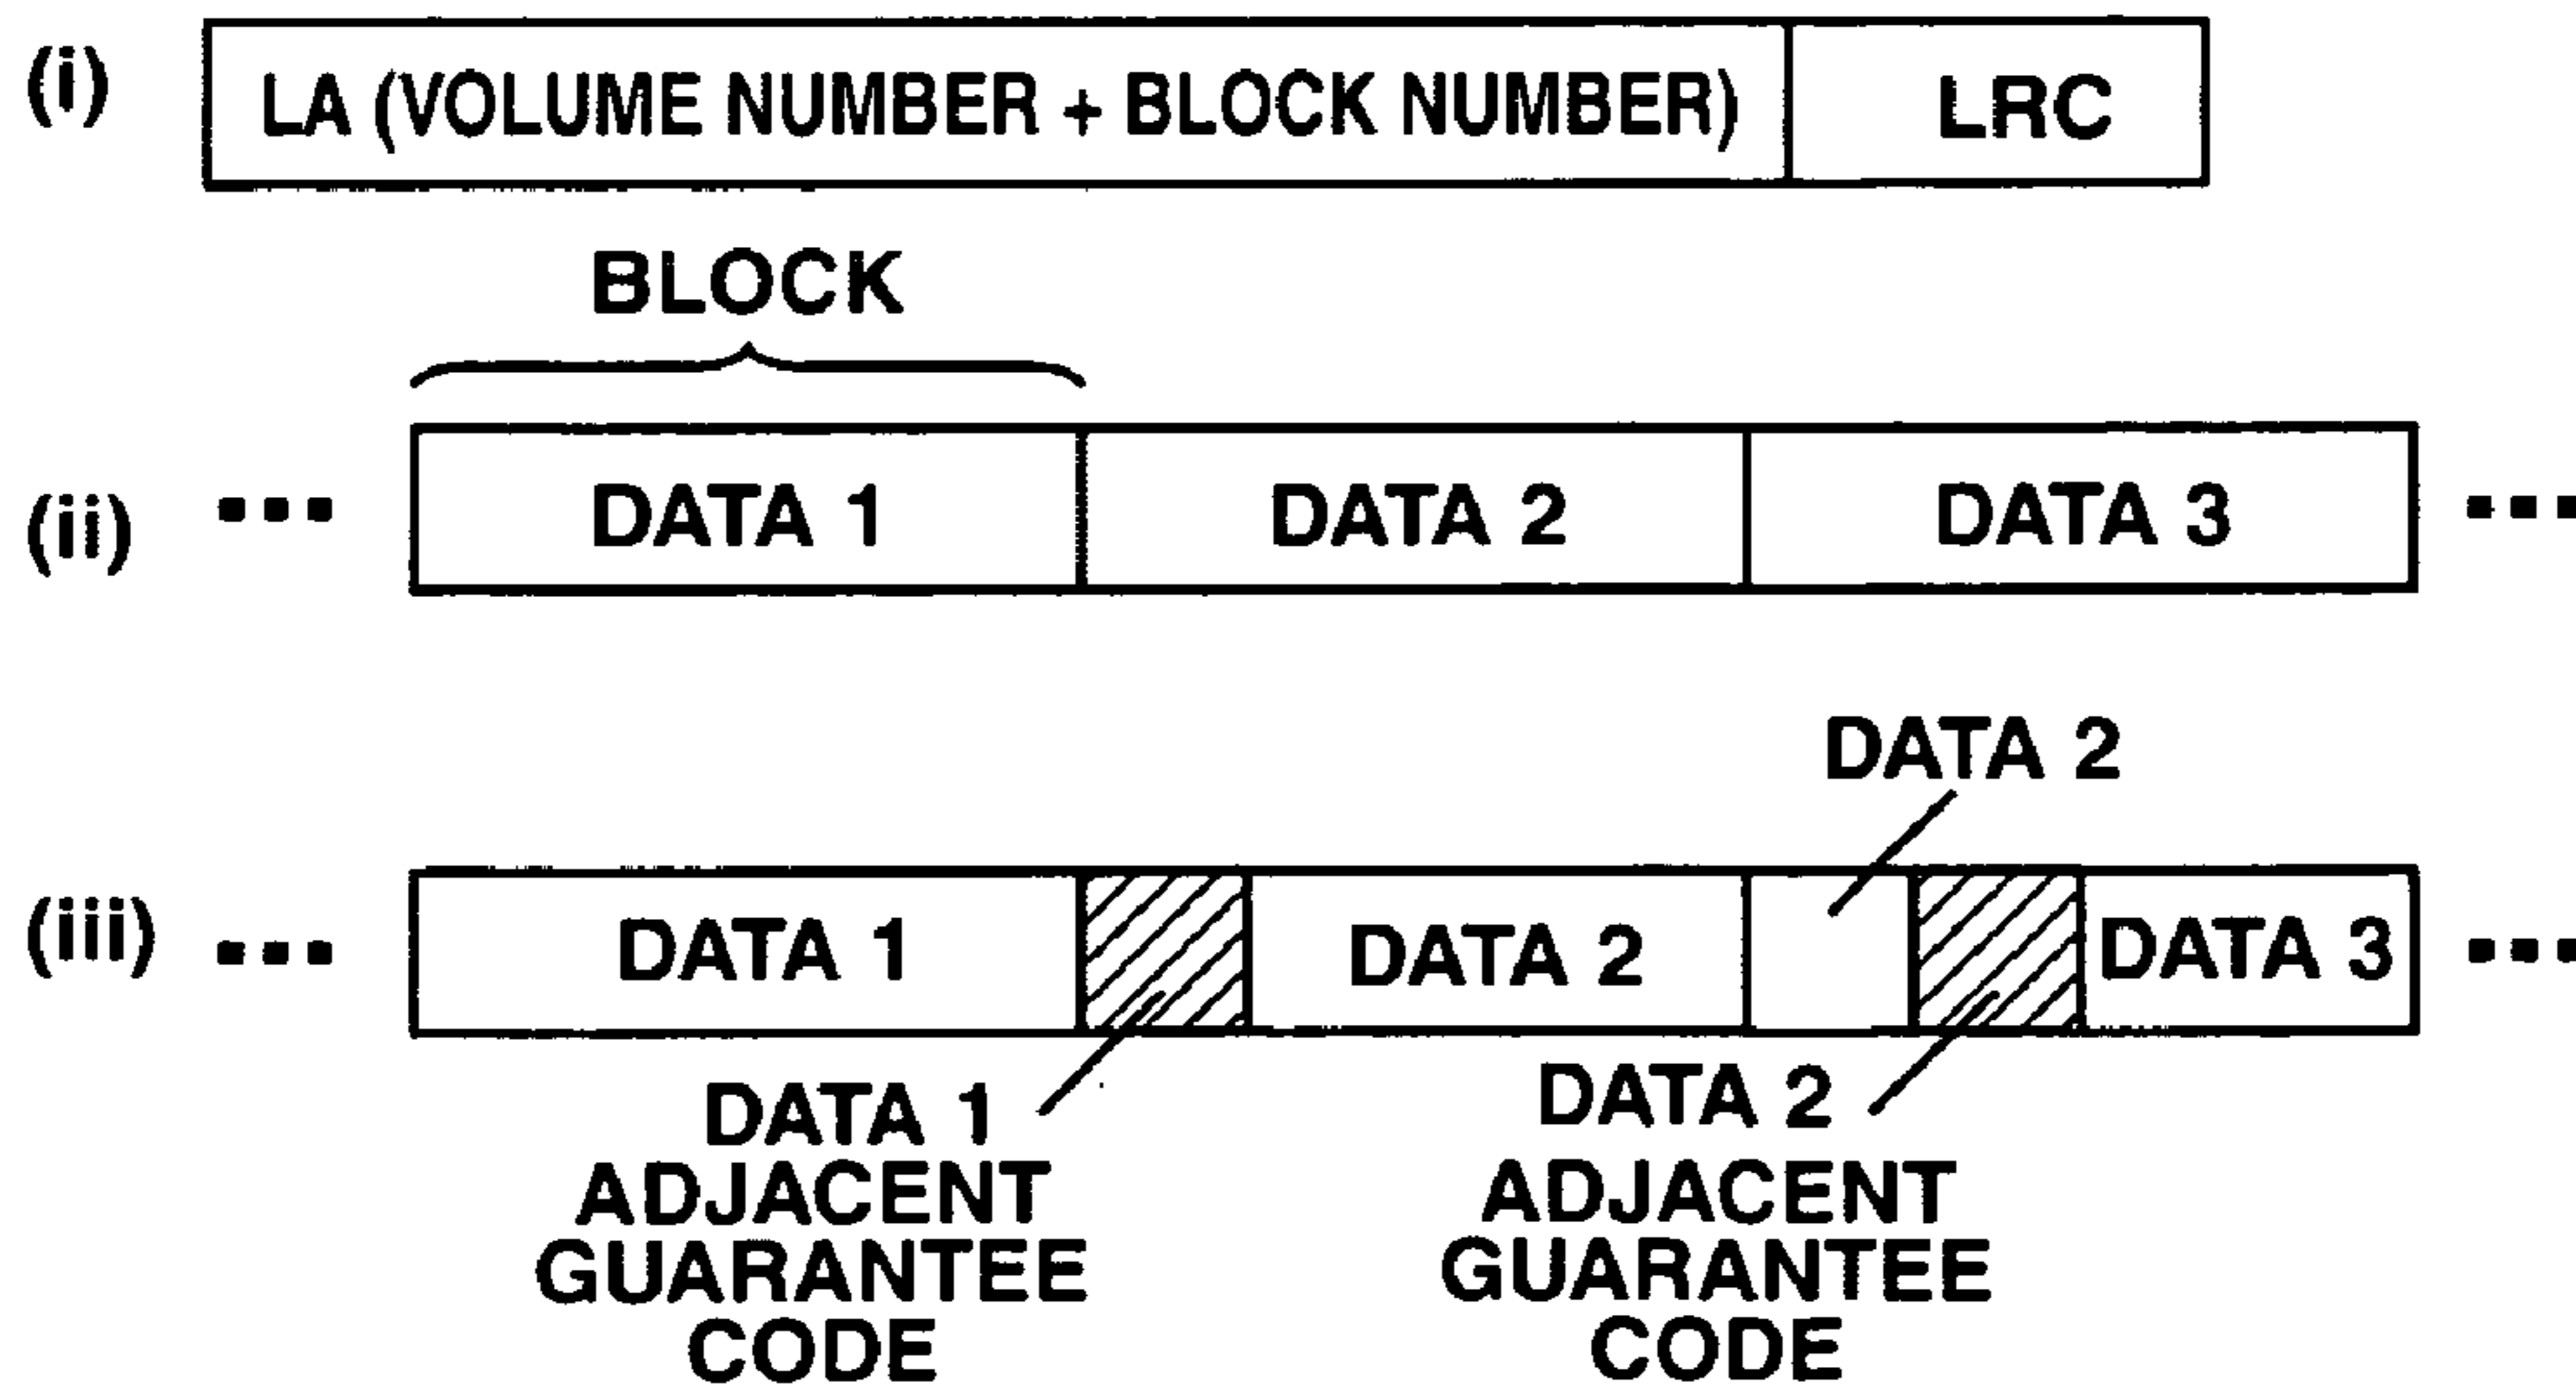 (i) LA (VOLUME NUMBER + BLOCK NUMBER) LRC
BLOCK
(ii) ... DATA 1 DATA 2 DATA 3 ...
DATA 2
(iii) ... DATA 1 DATA 2 DATA 3 ...
DATA 1
ADJACENT
GUARANTEE
CODE
DATA 2
ADJACENT
GUARANTEE
CODE